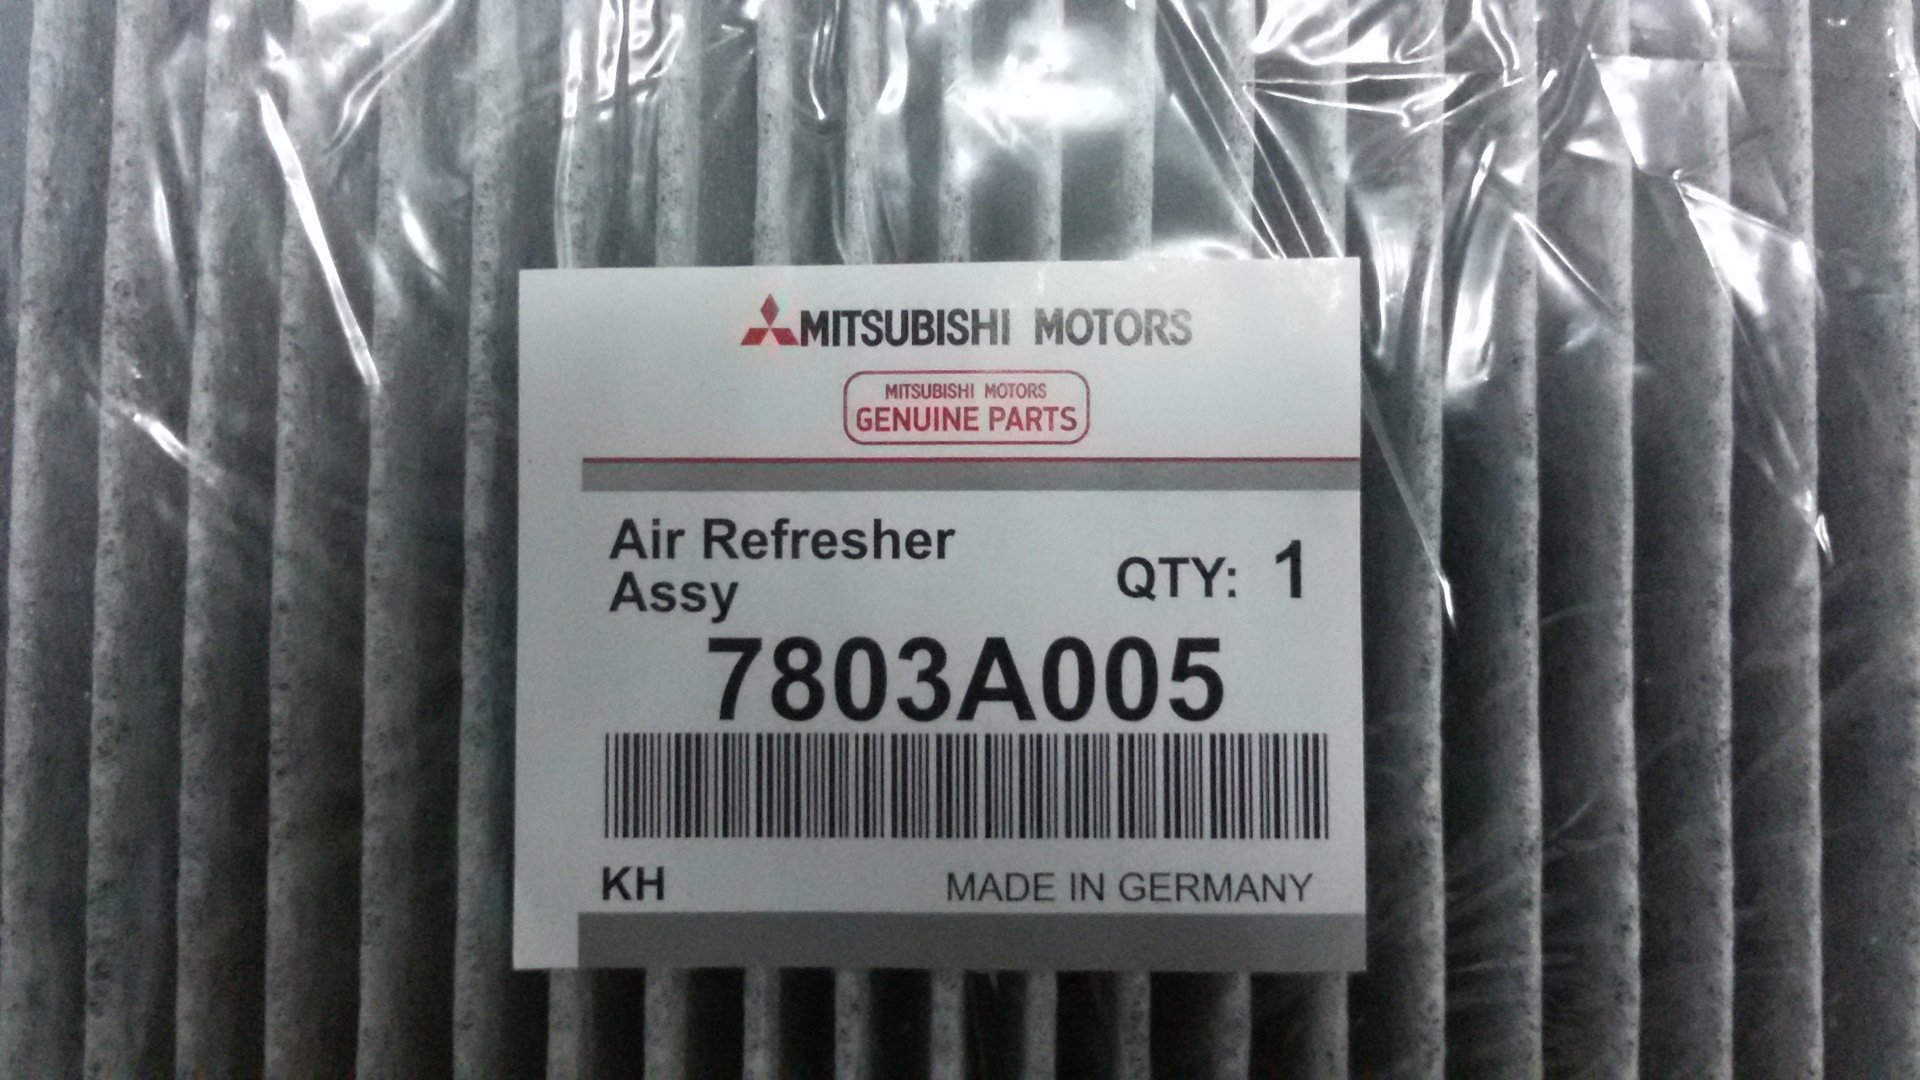 MITSUBISHI MOTORS
MITSUBISHI MOTORS
GENUINE PARTS
Air Refresher
Assy
QTY: 1
7803A005
KH
MADE IN GERMANY